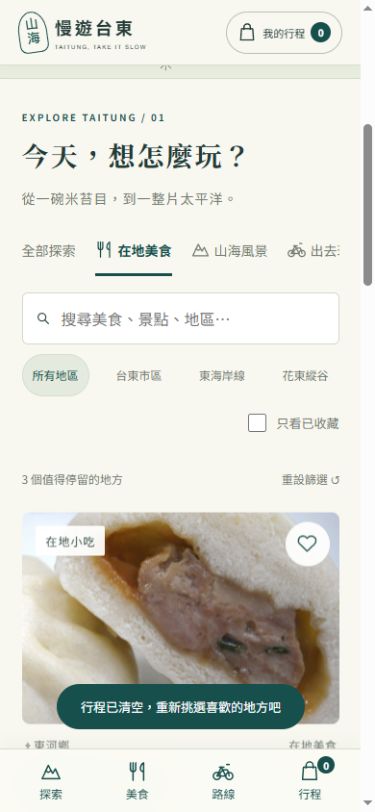 山海
慢遊台東
TAITUNG, TAKE IT SLOW
我的行程 0
EXPLORE TAITUNG / 01
今天，想怎麼玩？
從一碗米苔目，到一整片太平洋。
全部探索 在地美食 山海風景 出去
搜尋美食、景點、地區…
所有地區 台東市區 東海岸線 花東縱谷
只看已收藏
3 個值得停留的地方 重設篩選 ↺
在地小吃
行程已清空，重新挑選喜歡的地方吧
東河鄉 在地美食
探索 美食 路線 行程 0